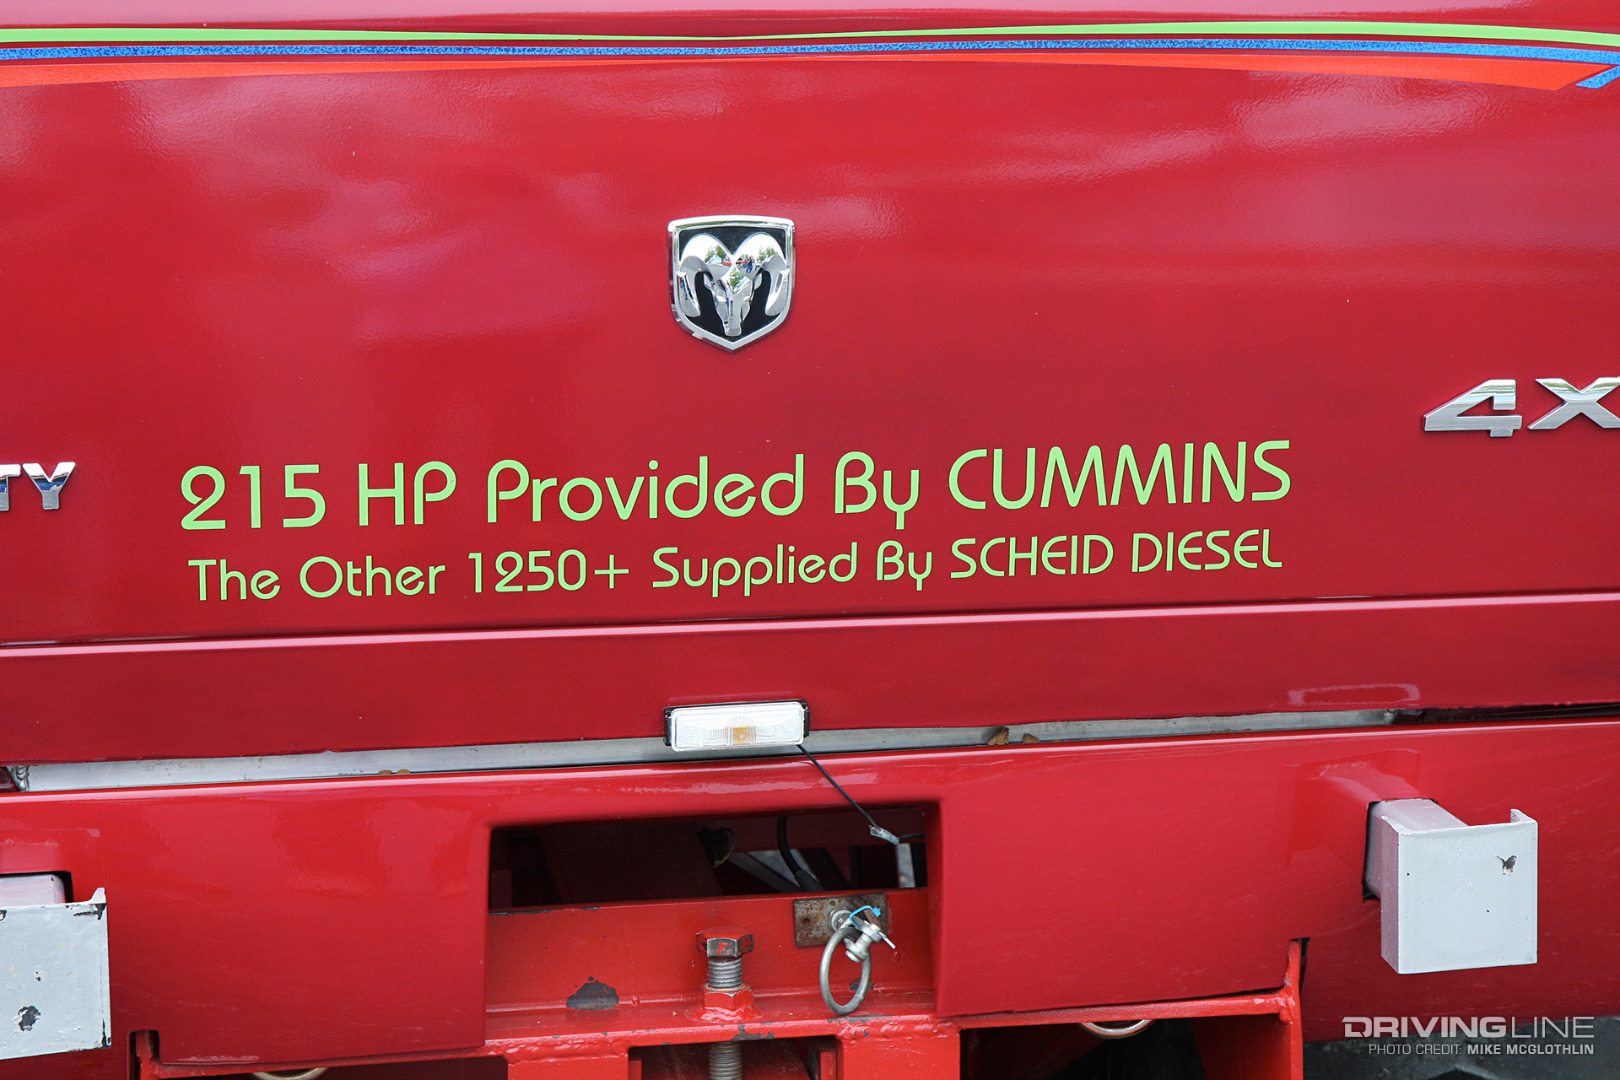 4X
TY
215 HP Provided By CUMMINS
The Other 1250+ Supplied By SCHEID DIESEL
DRIVINGLINE
PHOTO CREDIT: MIKE MCGLOTHLIN